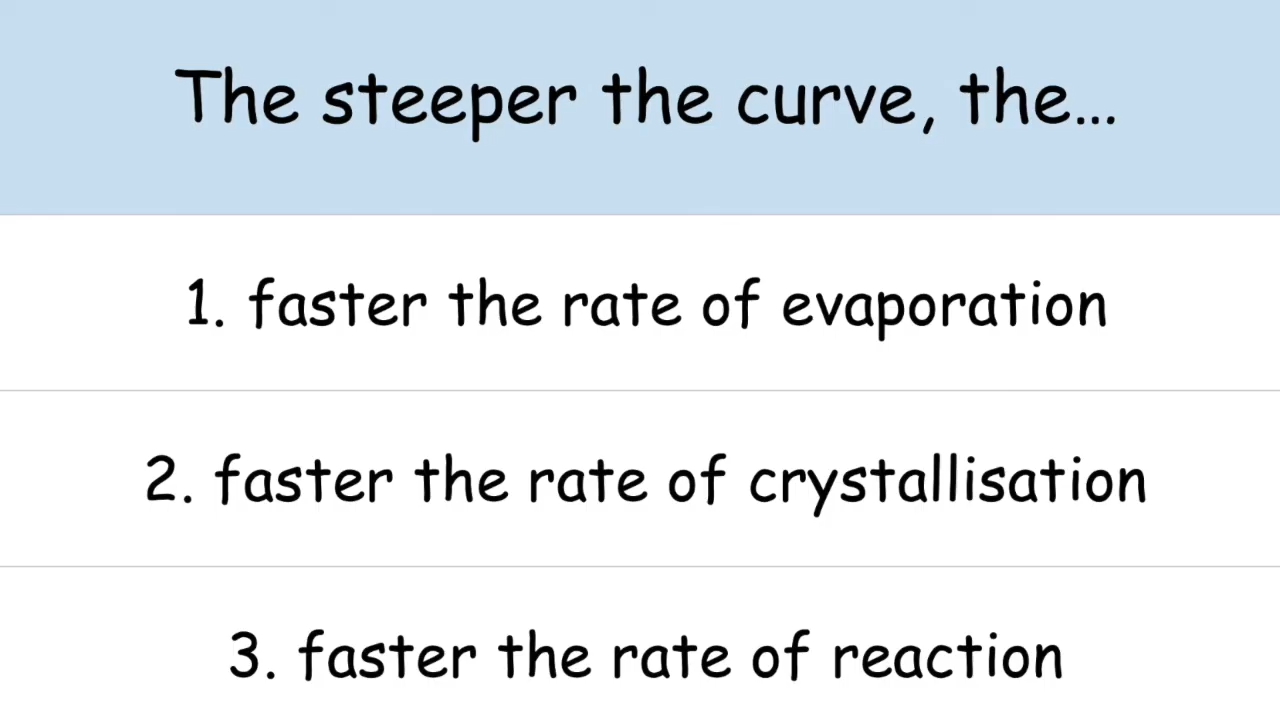 The steeper the curve, the...
1. faster the rate of evaporation
2. faster the rate of crystallisation
3. faster the rate of reaction